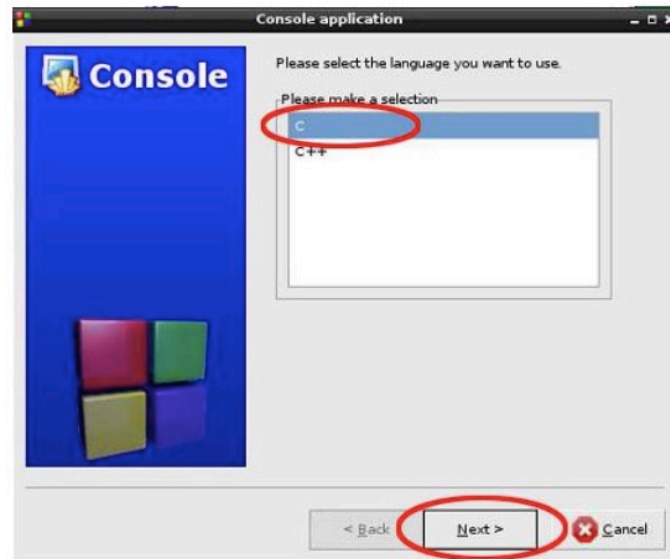 Console application
Console
Please select the language you want to use.
Please make a selection
C
C++
< Back
Next >
Cancel